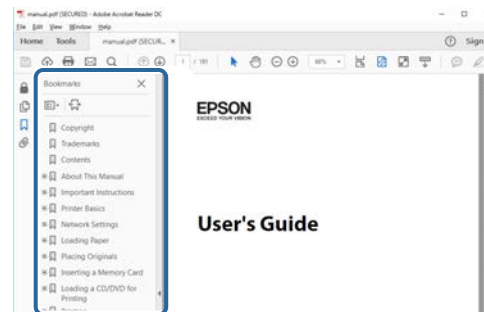 manual.pdf (SECURED) - Adobe Acrobat Reader DC
File Edit View Window Help
Home Tools manual.pdf (SECUR... ×
Sign
1 / 181
Bookmarks
Copyright
Trademarks
Contents
About This Manual
Important Instructions
Printer Basics
Network Settings
Loading Paper
Placing Originals
Inserting a Memory Card
Loading a CD/DVD for
Printing
EPSON
EXCEED YOUR VISION
User's Guide